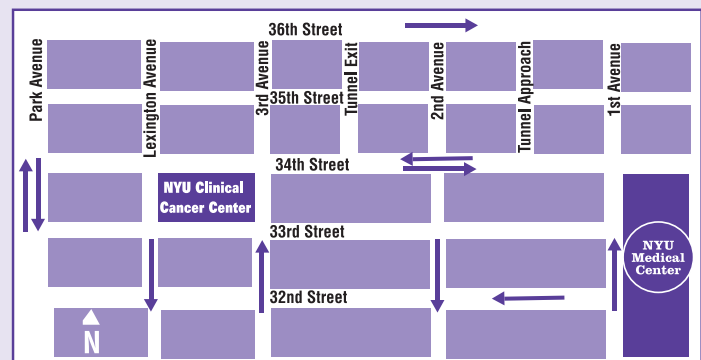 36th Street
Park Avenue
Lexington Avenue
3rd Avenue
Tunnel Exit
2nd Avenue
Tunnel Approach
1st Avenue
35th Street
34th Street
NYU Clinical
Cancer Center
33rd Street
NYU
Medical
Center
32nd Street
N